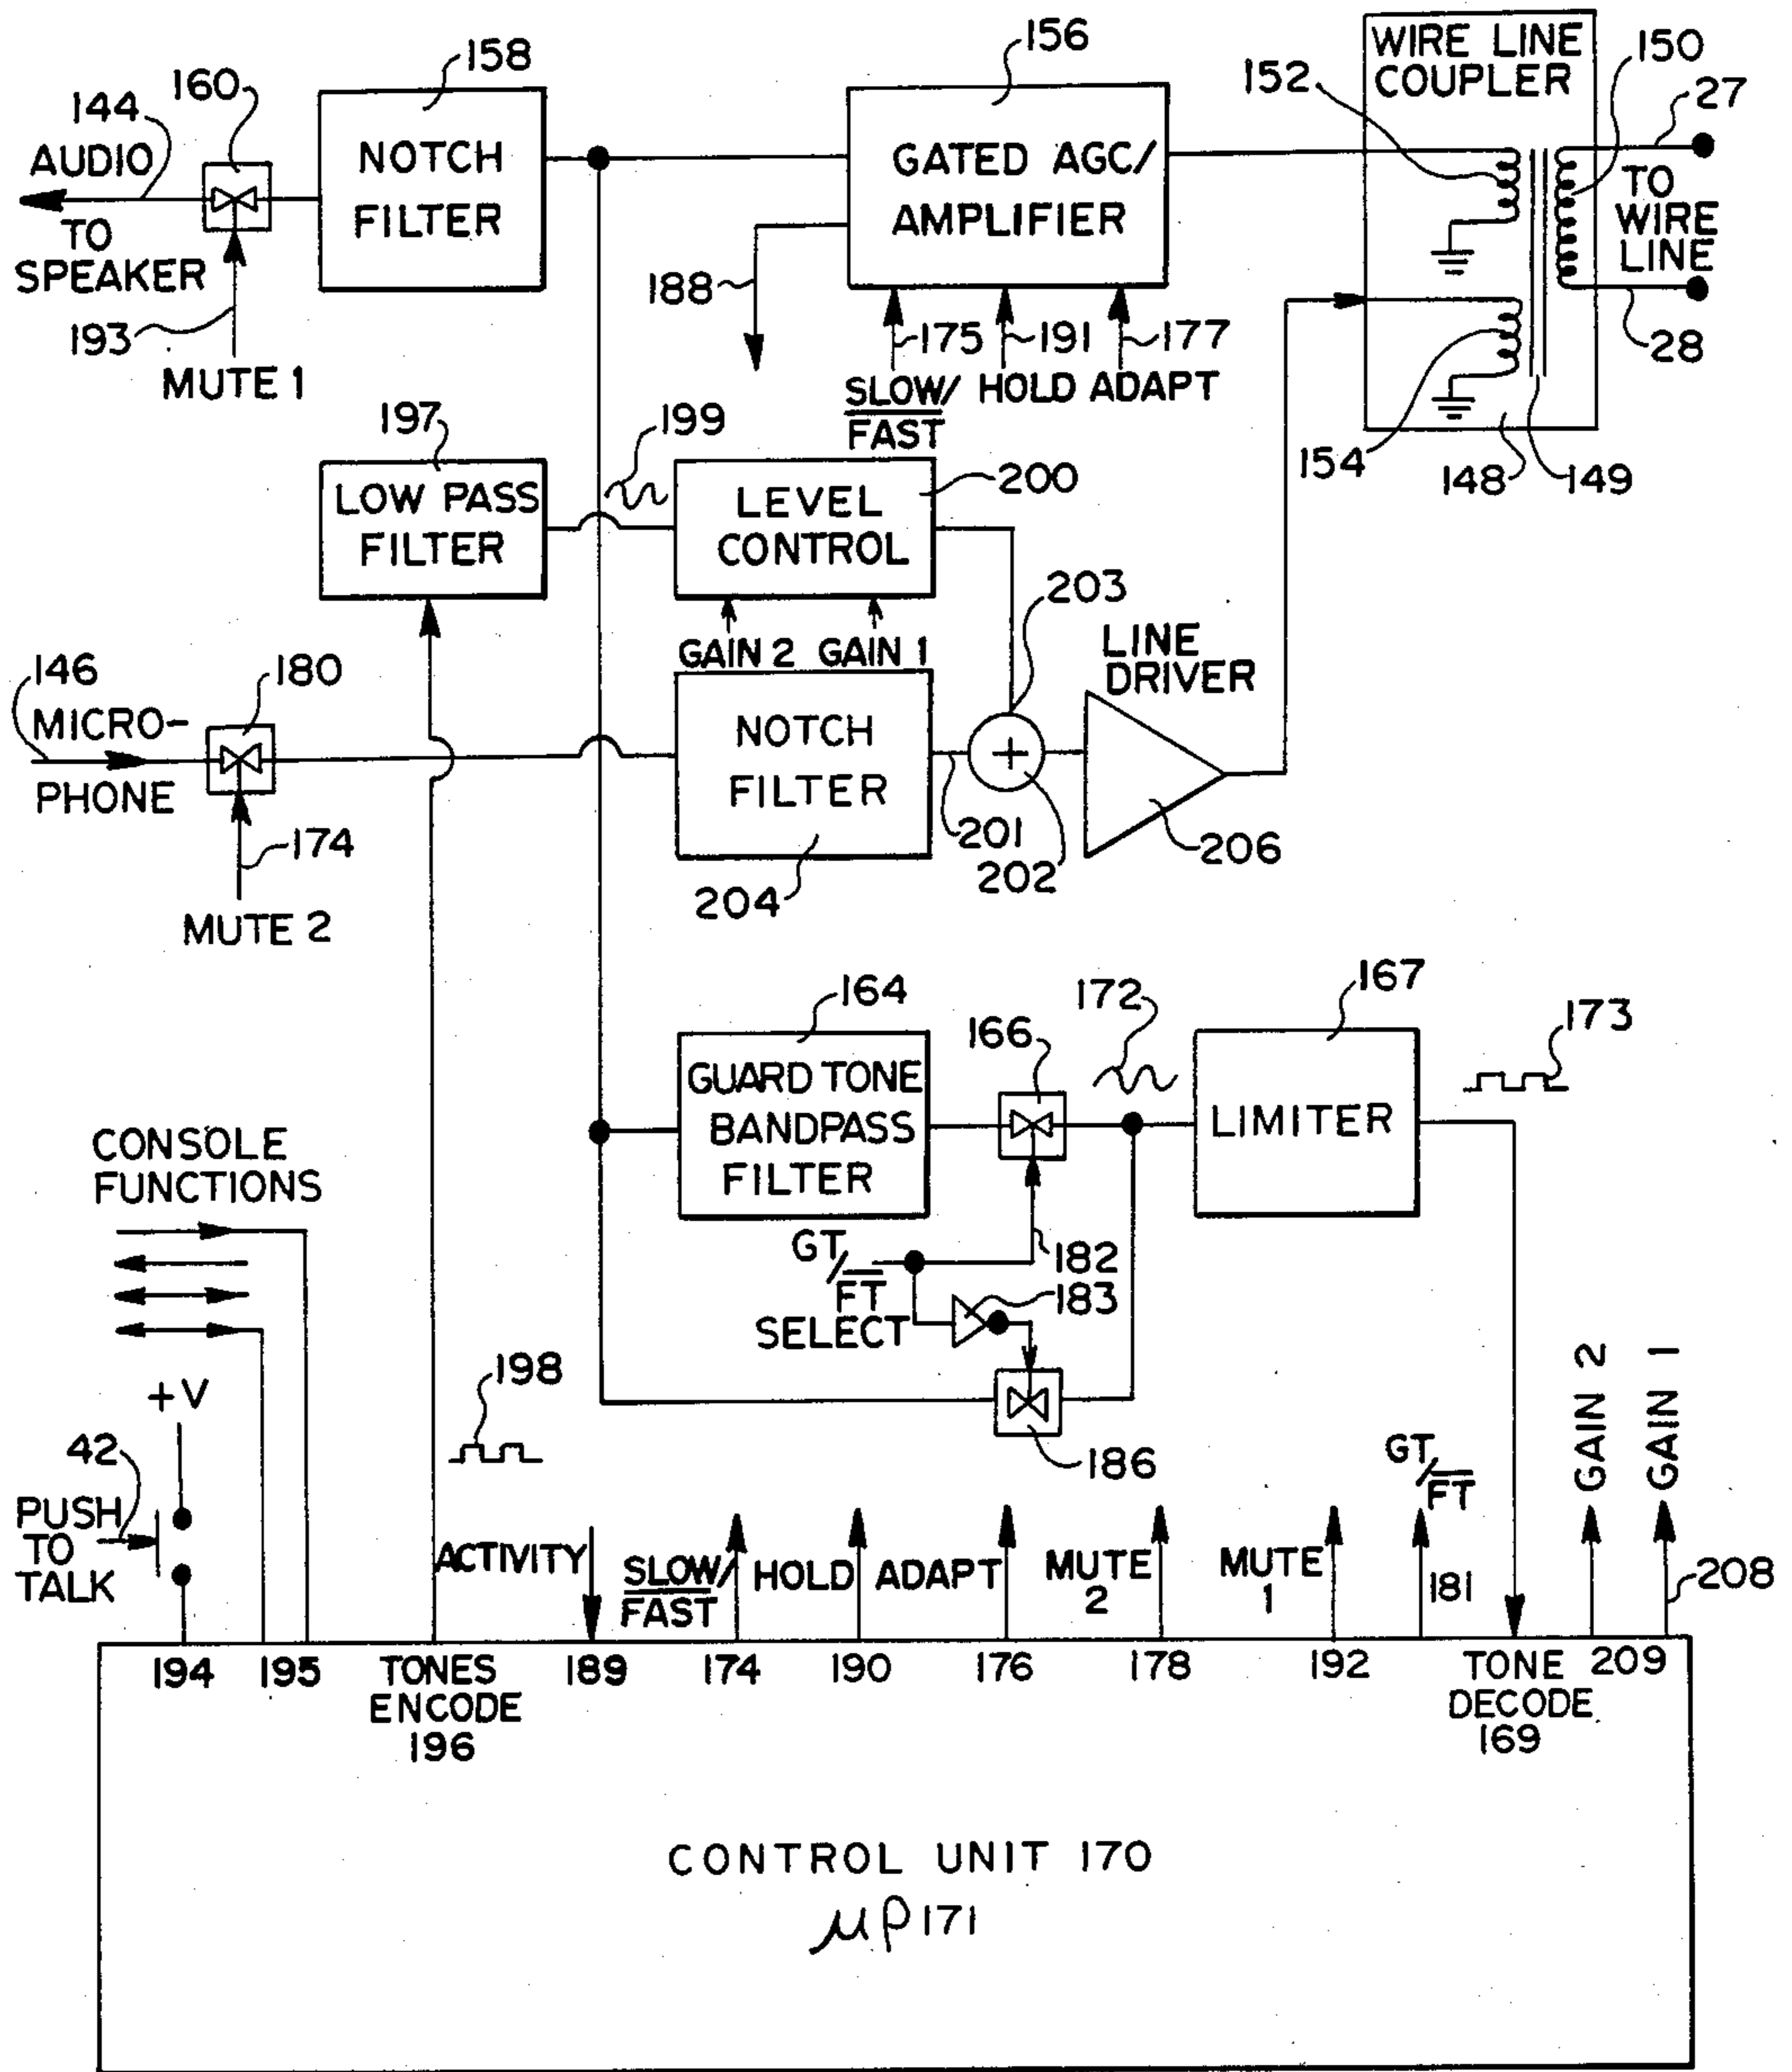 158
156
WIRE LINE
COUPLER
150
160
152
27
144
AUDIO
NOTCH
FILTER
GATED AGC/
AMPLIFIER
TO
SPEAKER
TO
WIRE
LINE
193
188
175
191
177
28
MUTE 1
SLOW/
FAST
HOLD
ADAPT
154
148
149
197
199
LOW PASS
FILTER
LEVEL
CONTROL
200
203
GAIN 2
GAIN 1
LINE
DRIVER
146
180
MICRO-
PHONE
NOTCH
FILTER
+
174
201
202
206
204
MUTE 2
164
172
167
166
173
GUARD TONE
BANDPASS
FILTER
LIMITER
CONSOLE
FUNCTIONS
GT/
FT
SELECT
182
183
+V
198
186
42
GT/
FT
GAIN 2
GAIN 1
PUSH
TO
TALK
ACTIVITY
SLOW/
FAST
HOLD
ADAPT
MUTE
2
MUTE
1
181
208
194
195
TONES
ENCODE
196
189
174
190
176
178
192
TONE
DECODE
169
209
CONTROL UNIT 170
μP 171